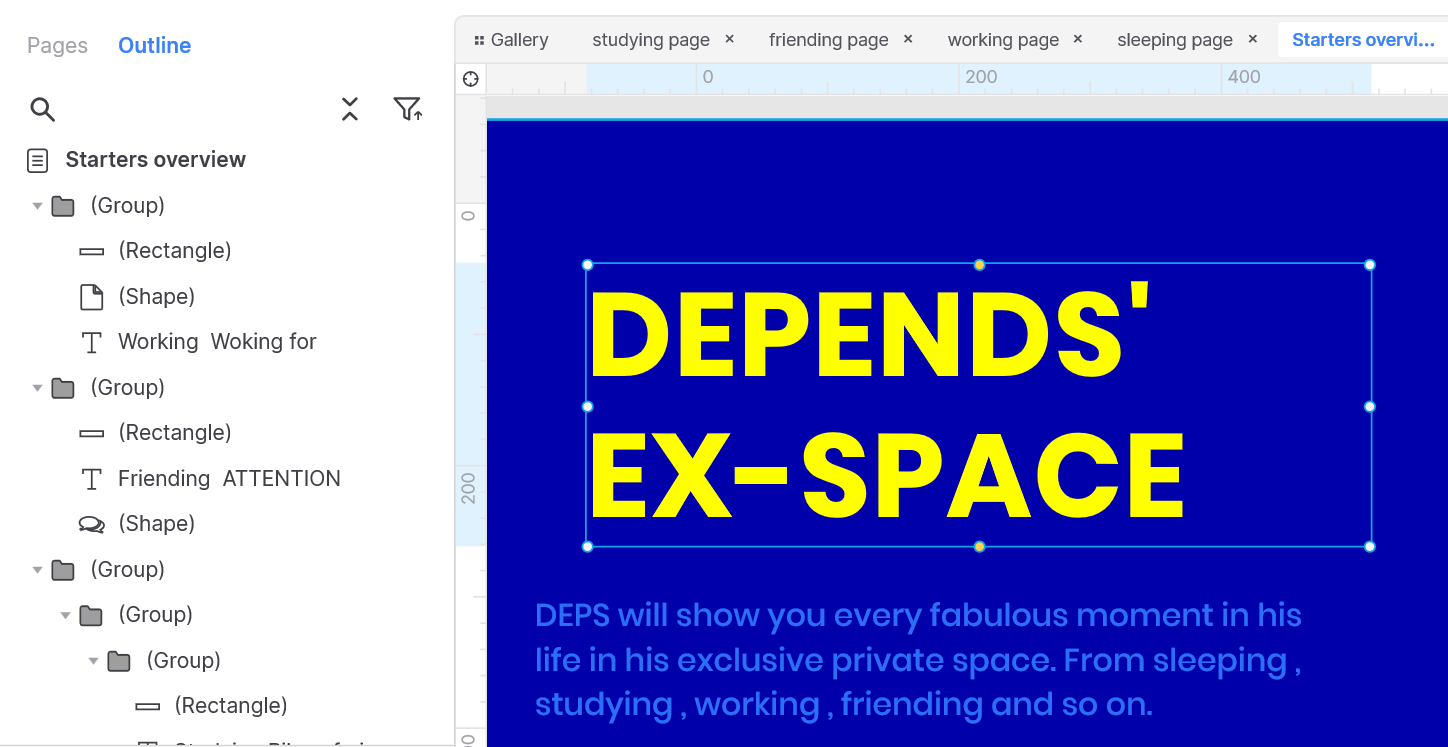 Pages Outline
Starters overview
(Group)
(Rectangle)
(Shape)
Working Woking for
(Group)
(Rectangle)
Friending ATTENTION
(Shape)
(Group)
(Group)
(Group)
(Rectangle)
Gallery studying page × friending page × working page × sleeping page × Starters overvi...
0 200 400
0
200
DEPENDS'
EX-SPACE
DEPS will show you every fabulous moment in his
life in his exclusive private space. From sleeping ,
studying , working , friending and so on.